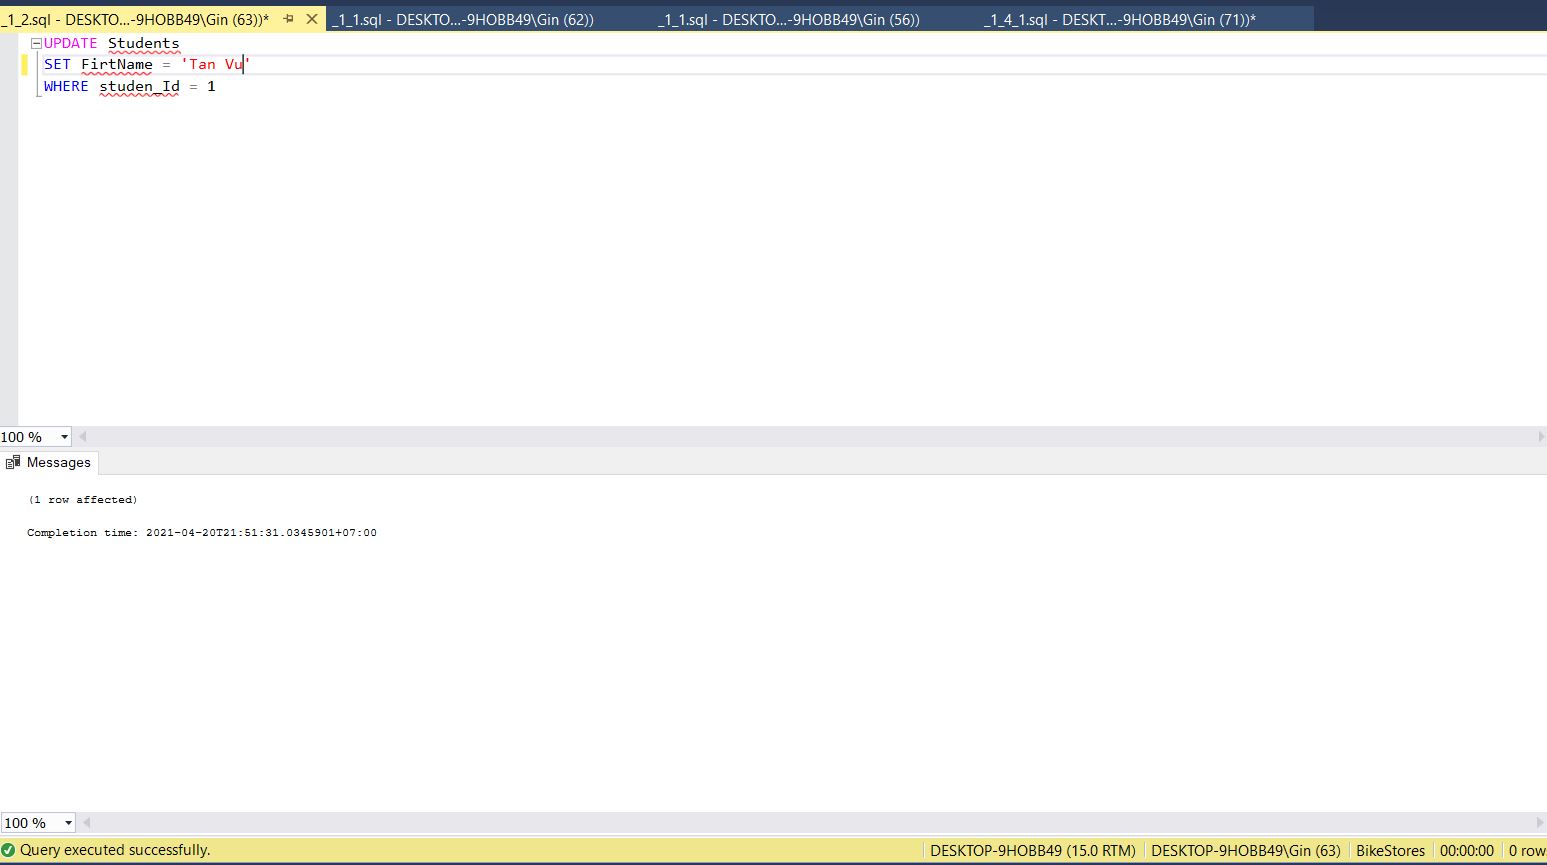 _1_2.sql - DESKTO...-9HOBB49\Gin (63))* _1_1.sql - DESKTO...-9HOBB49\Gin (62)) _1_1.sql - DESKTO...-9HOBB49\Gin (56)) _1_4_1.sql - DESKT...-9HOBB49\Gin (71))*
UPDATE Students
SET FirtName = 'Tan Vu'
WHERE studen_Id = 1
100 %
Messages
(1 row affected)
Completion time: 2021-04-20T21:51:31.0345901+07:00
100 %
Query executed successfully. DESKTOP-9HOBB49 (15.0 RTM) DESKTOP-9HOBB49\Gin (63) BikeStores 00:00:00 0 row